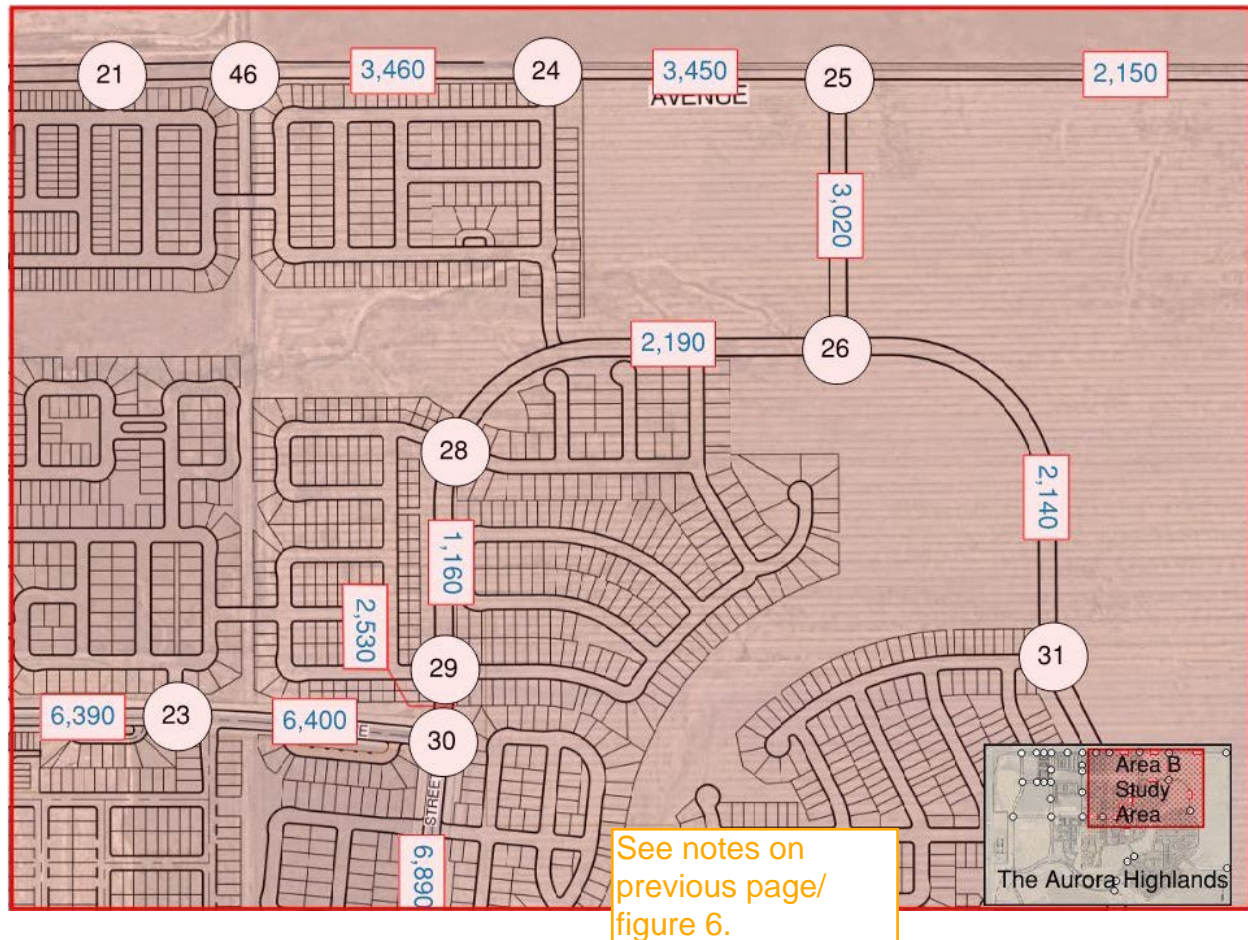 21
46
3,460
24
3,450
25
2,150
AVENUE
3,020
2,190
26
28
2,140
1,160
2,530
29
31
6,390
23
6,400
E
30
STREET
6,890
Area B
Study
Area
The Aurora Highlands
See notes on
previous page/
figure 6.